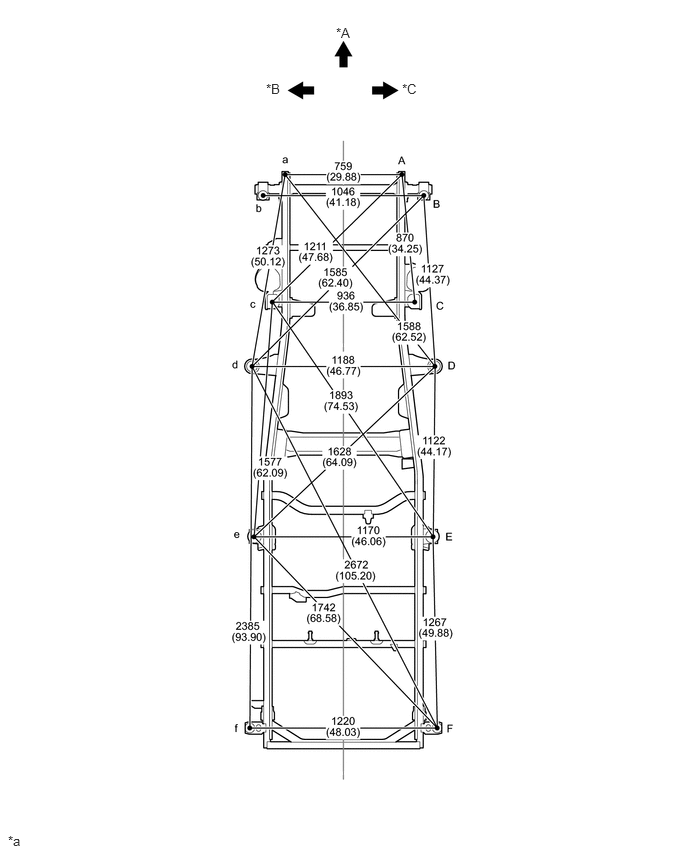 *A
*B
*C
a
A
759
(29.88)
1046
(41.18)
b
B
1273
(50.12)
1211
(47.68)
870
(34.25)
1585
(62.40)
1127
(44.37)
c
936
(36.85)
C
1588
(62.52)
d
1188
(46.77)
D
1893
(74.53)
1122
(44.17)
1628
(64.09)
1577
(62.09)
e
1170
(46.06)
E
2672
(105.20)
1742
(68.58)
2385
(93.90)
1267
(49.88)
f
1220
(48.03)
F
*a